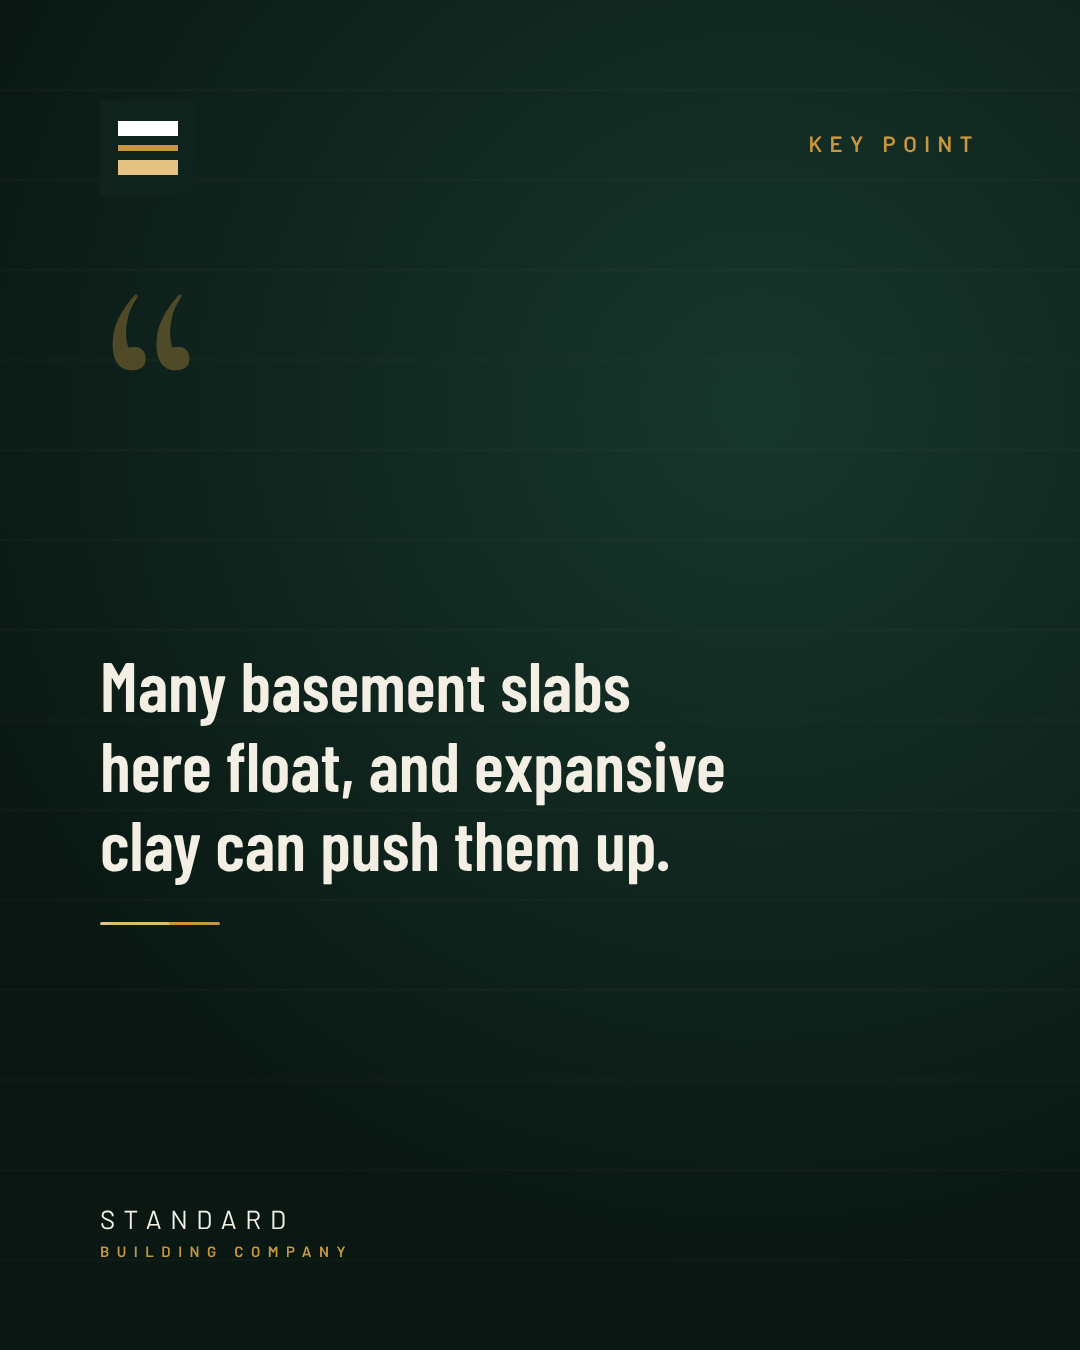 KEY POINT
“
Many basement slabs
here float, and expansive
clay can push them up.
STANDARD
BUILDING COMPANY